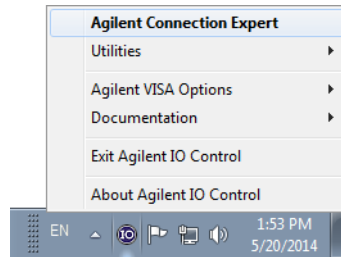 Agilent Connection Expert
Utilities
Agilent VISA Options
Documentation
Exit Agilent IO Control
About Agilent IO Control
EN
IO
1:53 PM
5/20/2014